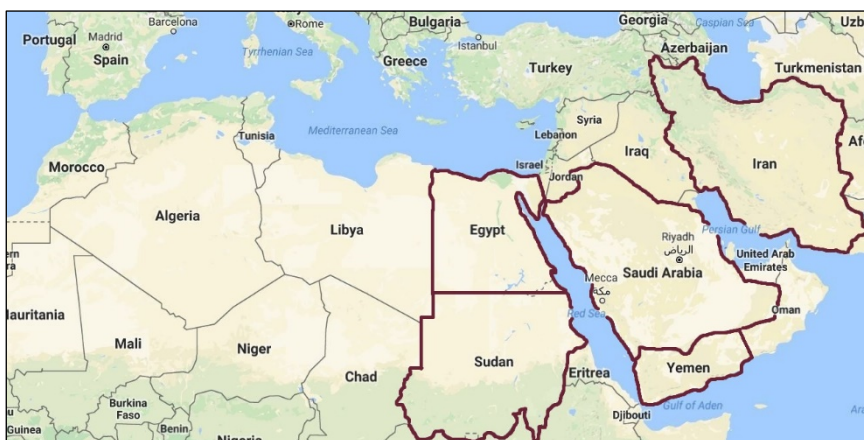 Portugal
Madrid
Spain
Barcelona
Rome
Tyrrhenian Sea
Bulgaria
Istanbul
Greece
Turkey
Georgia
Caspian Sea
Azerbaijan
Uzb
Turkmenistan
Morocco
Tunisia
Mediterranean Sea
Lebanon
Syria
Iraq
Iran
Israel
Jordan
Algeria
Libya
Egypt
Persian Gulf
Riyadh
الرياض
Saudi Arabia
United Arab
Emirates
Mecca
مكة
Oman
Red Sea
auritania
Mali
Niger
Chad
Sudan
Eritrea
Yemen
Burkina
Faso
Benin
Guinea
Nigeria
Djibouti
Gulf of Aden